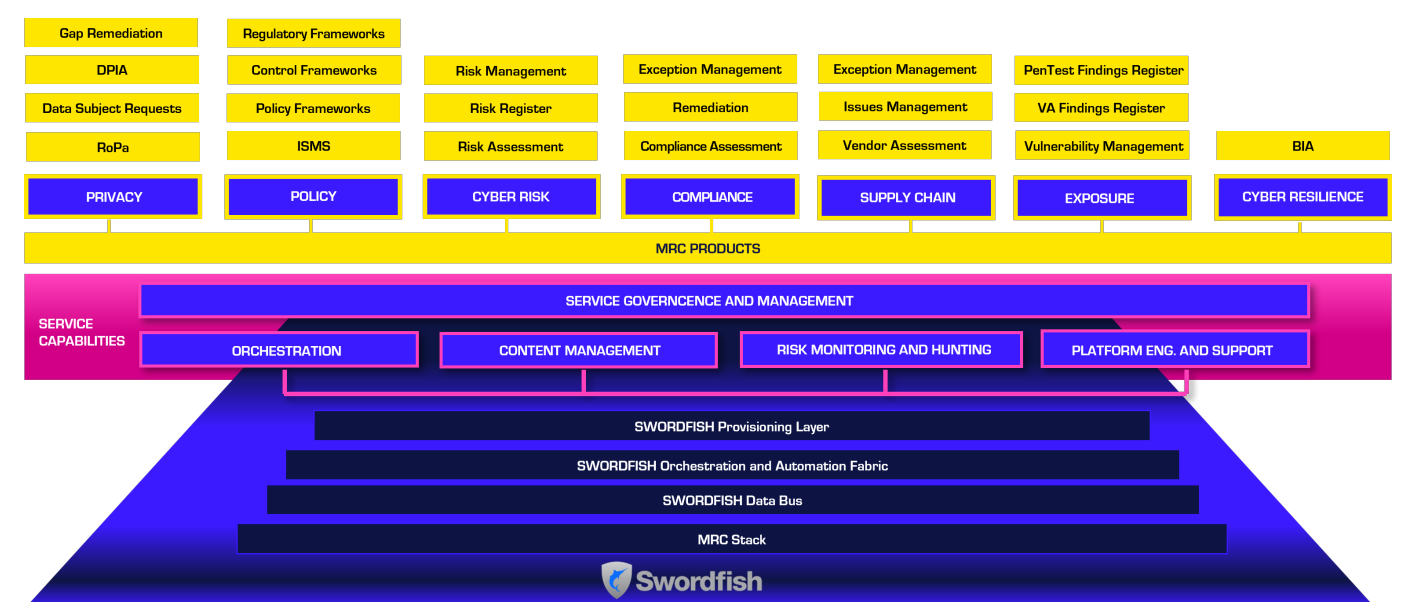 Gap Remediation
Regulatory Frameworks
DPIA
Control Frameworks
Risk Management
Exception Management
Exception Management
PenTest Findings Register
Data Subject Requests
Policy Frameworks
Risk Register
Remediation
Issues Management
VA Findings Register
RoPa
ISMS
Risk Assessment
Compliance Assessment
Vendor Assessment
Vulnerability Management
BIA
PRIVACY
POLICY
CYBER RISK
COMPLIANCE
SUPPLY CHAIN
EXPOSURE
CYBER RESILIENCE
MRC PRODUCTS
SERVICE GOVERNCENCE AND MANAGEMENT
SERVICE
CAPABILITIES
ORCHESTRATION
CONTENT MANAGEMENT
RISK MONITORING AND HUNTING
PLATFORM ENG. AND SUPPORT
SWORDFISH Provisioning Layer
SWORDFISH Orchestration and Automation Fabric
SWORDFISH Data Bus
MRC Stack
Swordfish